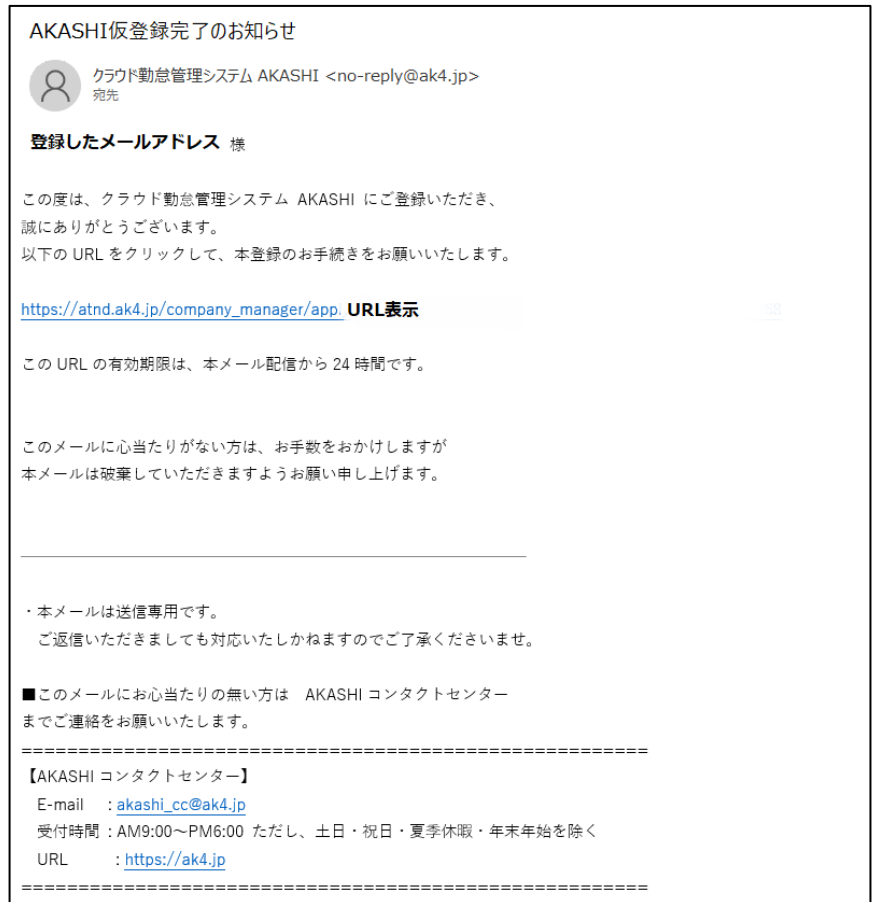 AKASHI仮登録完了のお知らせ
クラウド勤怠管理システム AKASHI <no-reply@ak4.jp>
宛先
登録したメールアドレス 様
この度は、クラウド勤怠管理システム AKASHI にご登録いただき、
誠にありがとうございます。
以下の URL をクリックして、本登録のお手続きをお願いいたします。
https://atnd.ak4.jp/company_manager/app URL表示
この URL の有効期限は、本メール配信から 24 時間です。
このメールに心当たりがない方は、お手数をおかけしますが
本メールは破棄していただきますようお願い申し上げます。
・本メールは送信専用です。
ご返信いただきましても対応いたしかねますのでご了承くださいませ。
■このメールにお心当たりの無い方は AKASHI コンタクトセンター
までご連絡をお願いいたします。
=======================================================
【AKASHI コンタクトセンター】
E-mail : akashi_cc@ak4.jp
受付時間 : AM9:00～PM6:00 ただし、土日・祝日・夏季休暇・年末年始を除く
URL : https://ak4.jp
=======================================================